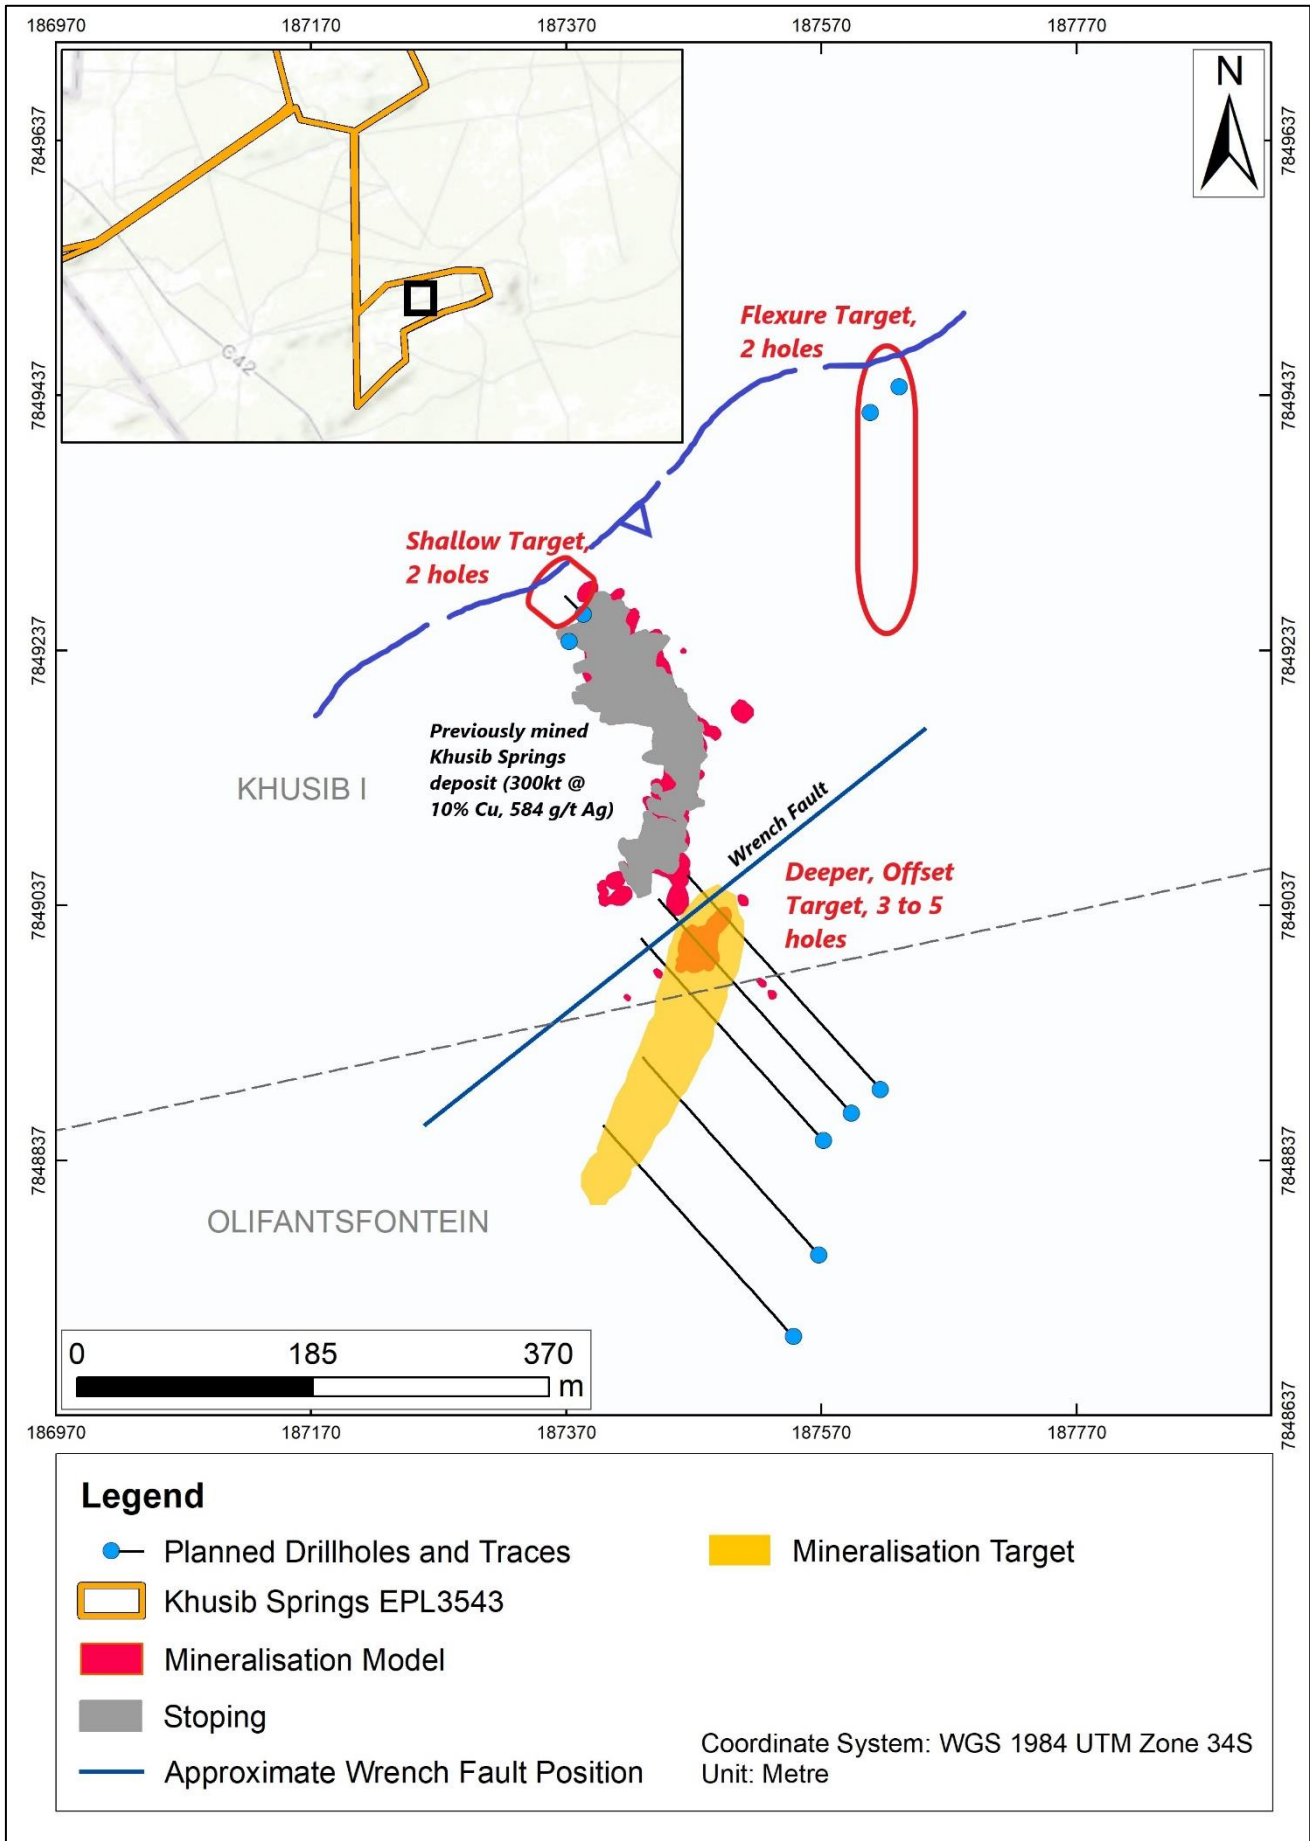 186970
187170
187370
187570
187770
7849637
7849437
7849237
7849037
7848837
7848637
7849637
7849437
7849237
7849037
7848837
N
C42
Flexure Target,
2 holes
Shallow Target,
2 holes
Previously mined
Khusib Springs
deposit (300kt @
10% Cu, 584 g/t Ag)
KHUSIB I
Wrench Fault
Deeper, Offset
Target, 3 to 5
holes
OLIFANTSFONTEIN
0 185 370
m
186970
187170
187370
187570
187770
Legend
Planned Drillholes and Traces
Khusib Springs EPL3543
Mineralisation Model
Stoping
Approximate Wrench Fault Position
Mineralisation Target
Coordinate System: WGS 1984 UTM Zone 34S
Unit: Metre